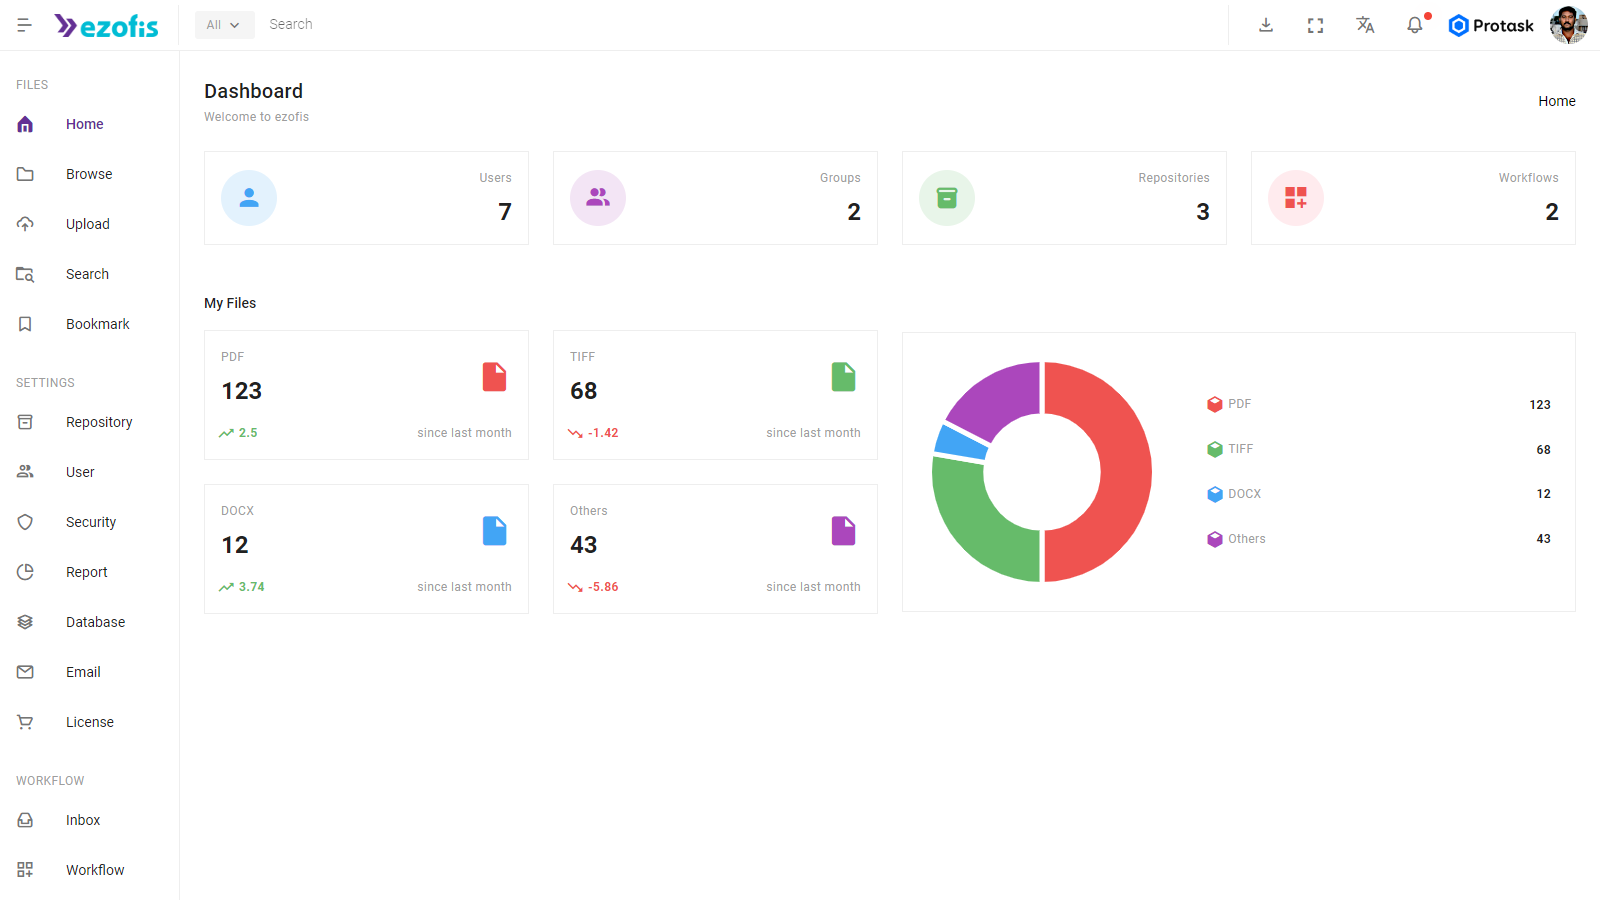 ezofis
All
Search
Protask
FILES
Home
Browse
Upload
Search
Bookmark
SETTINGS
Repository
User
Security
Report
Database
Email
License
WORKFLOW
Inbox
Workflow
Dashboard
Welcome to ezofis
Home
Users
7
Groups
2
Repositories
3
Workflows
2
My Files
PDF
123
2.5 since last month
TIFF
68
-1.42 since last month
DOCX
12
3.74 since last month
Others
43
-5.86 since last month
PDF 123
TIFF 68
DOCX 12
Others 43